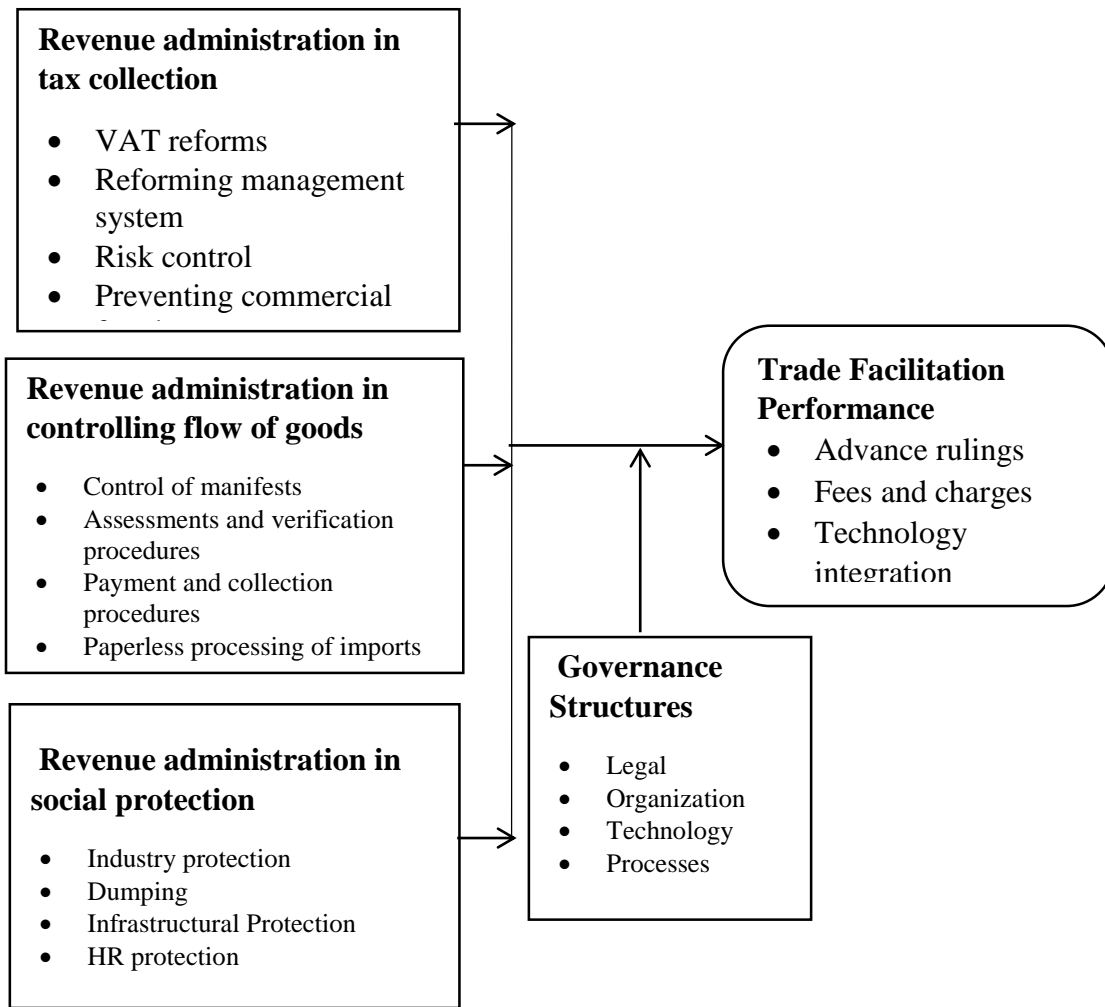 Revenue administration in
tax collection
• VAT reforms
• Reforming management
system
• Risk control
• Preventing commercial
Revenue administration in
controlling flow of goods
• Control of manifests
• Assessments and verification
procedures
• Payment and collection
procedures
• Paperless processing of imports
Revenue administration in
social protection
• Industry protection
• Dumping
• Infrastructural Protection
• HR protection
Governance
Structures
• Legal
• Organization
• Technology
• Processes
Trade Facilitation
Performance
• Advance rulings
• Fees and charges
• Technology
integration